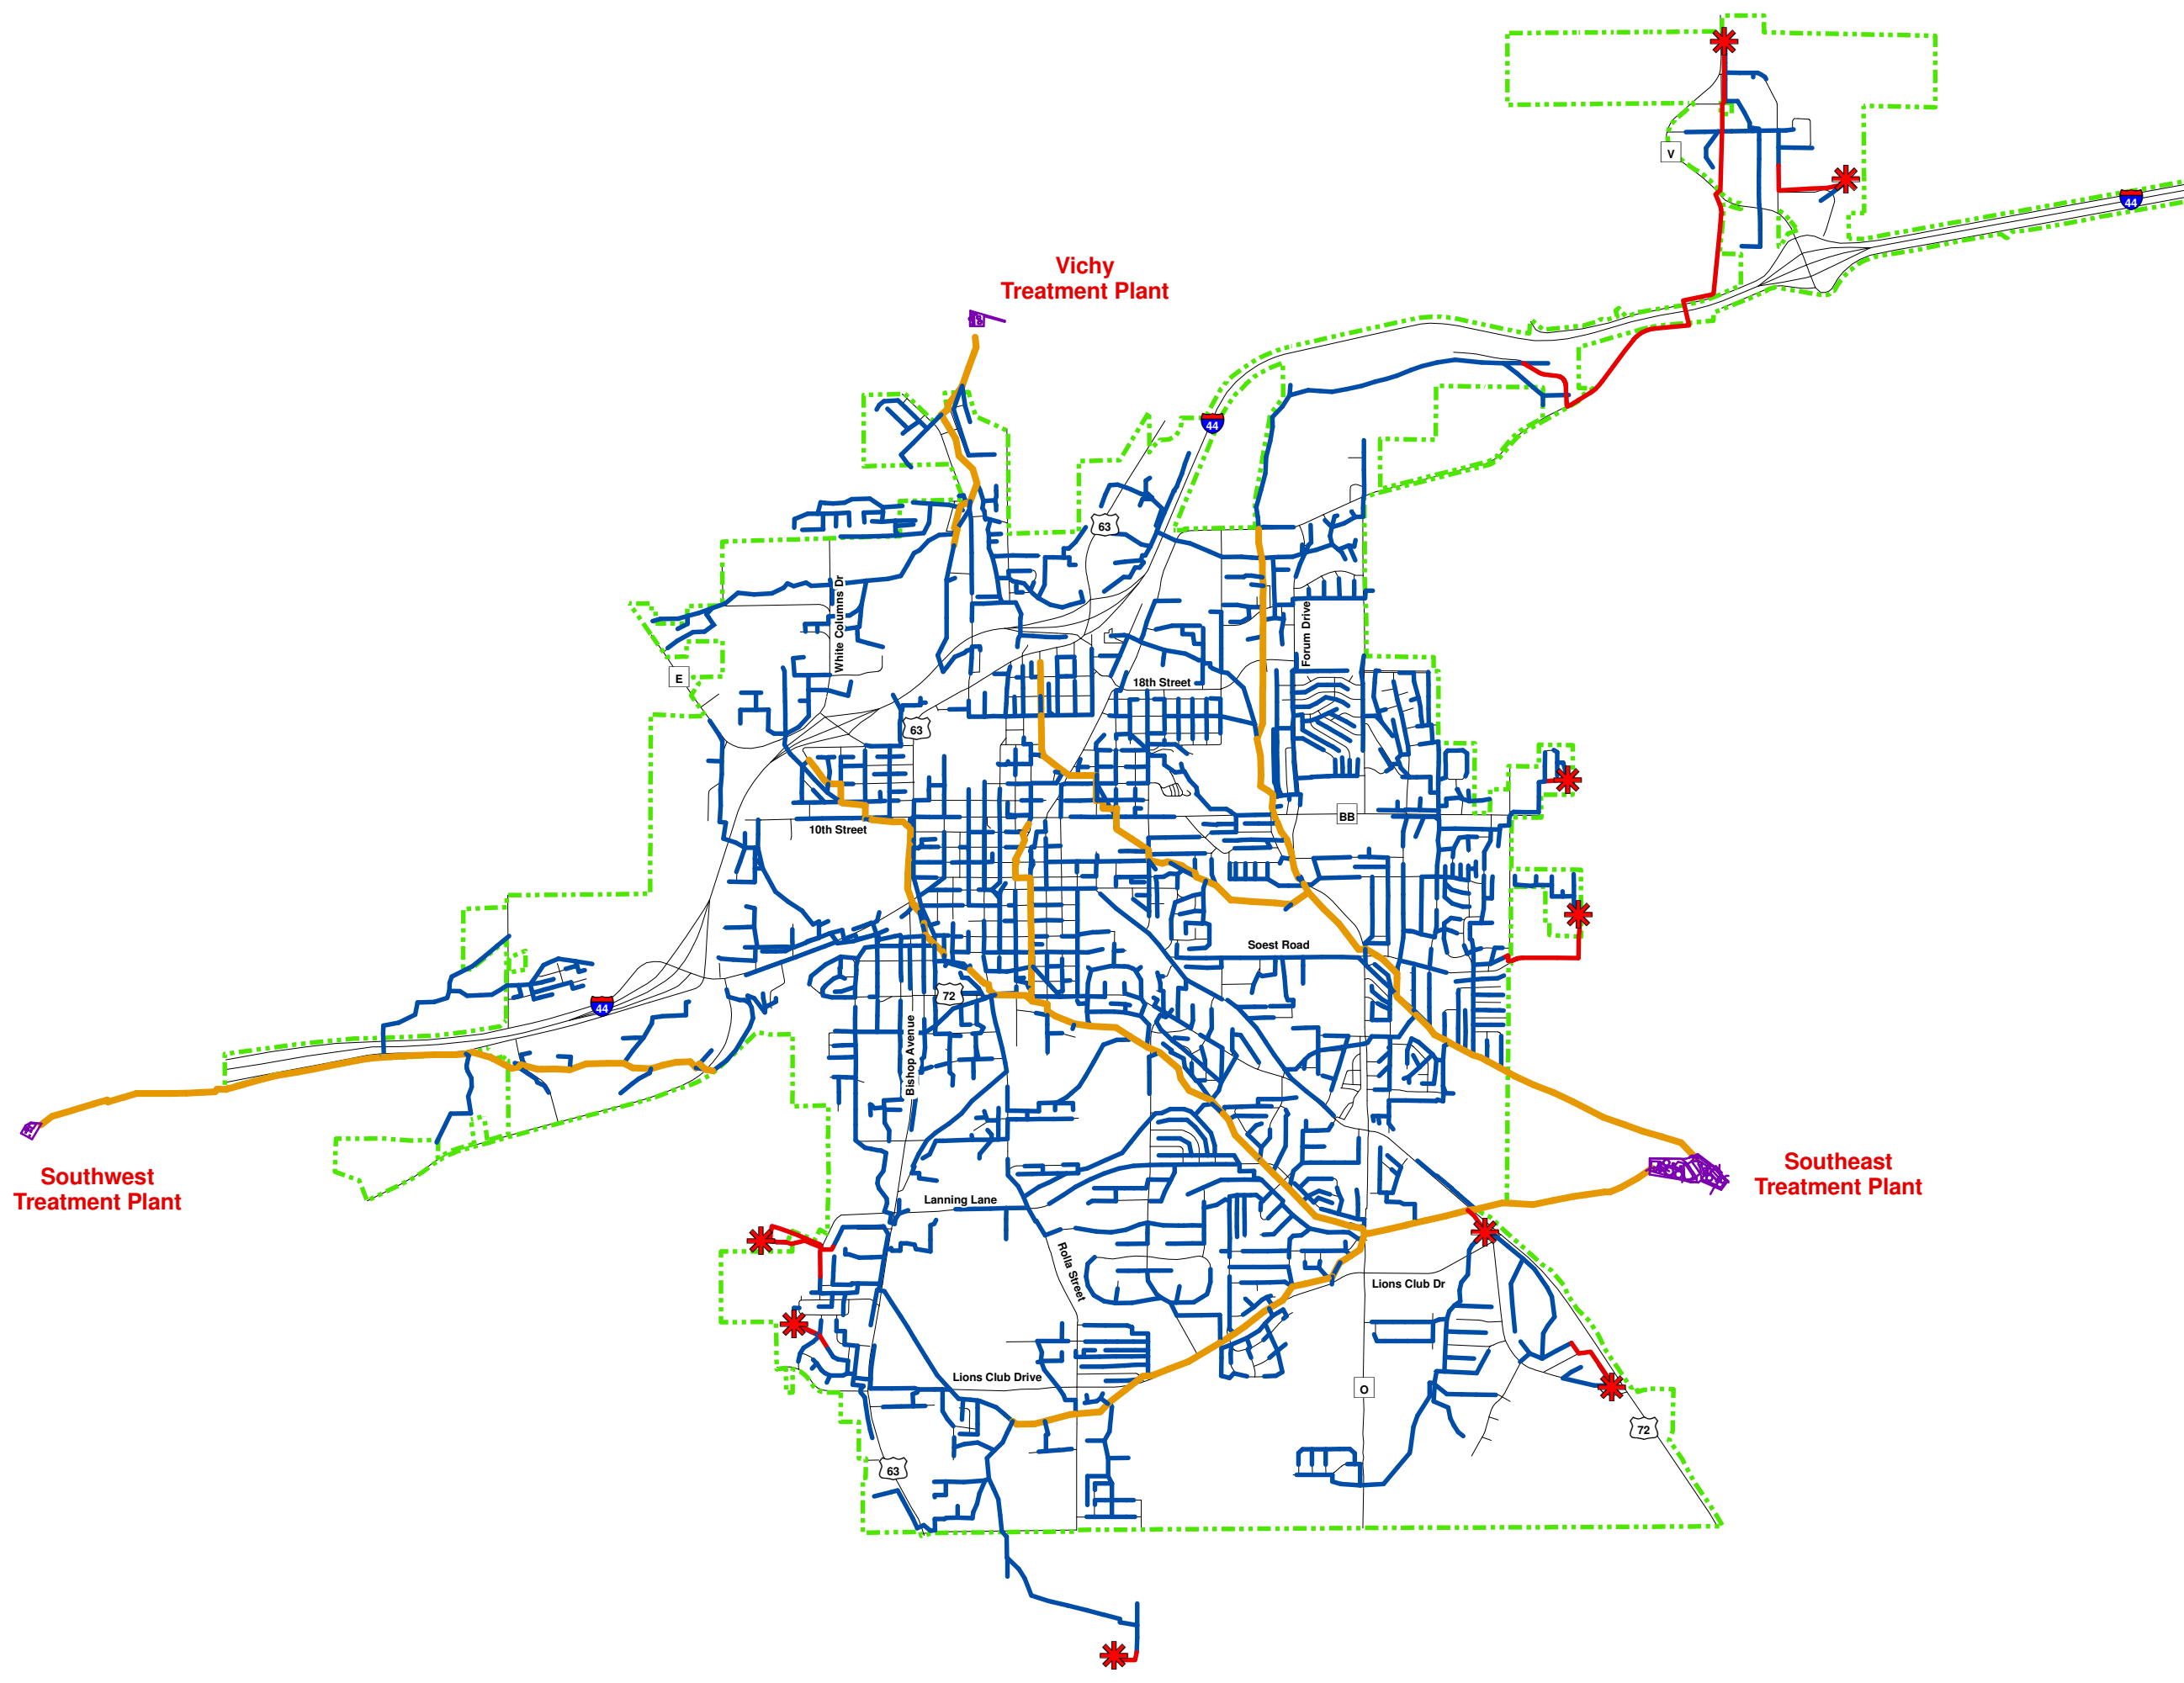 V
44
Vichy
Treatment Plant
44
63
White Columns Dr
Forum Drive
E
18th Street
63
BB
10th Street
Soest Road
72
44
Bishop Avenue
Southwest
Treatment Plant
Southeast
Treatment Plant
Lanning Lane
Rolla Street
Lions Club Dr
Lions Club Drive
O
72
63